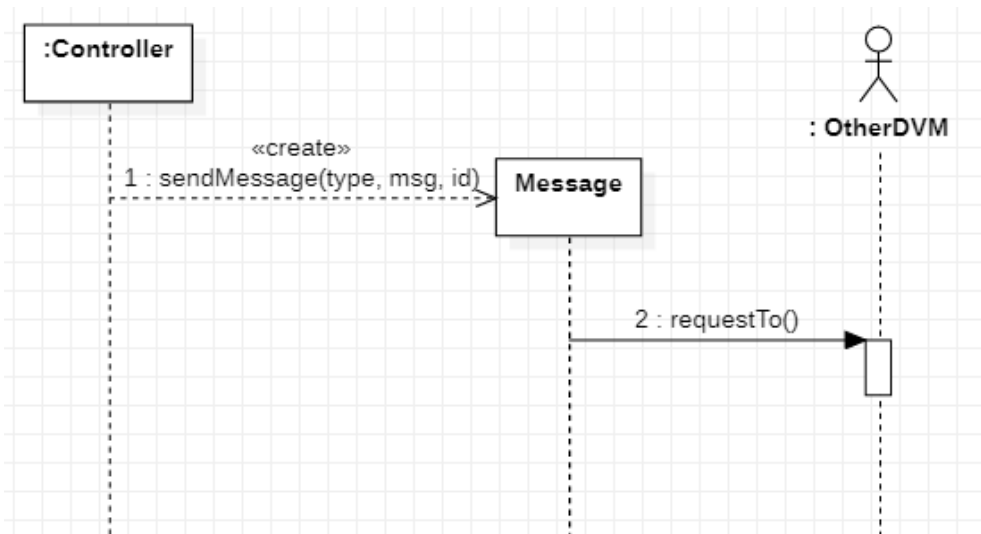 :Controller
: OtherDVM
«create»
1 : sendMessage(type, msg, id)
Message
2 : requestTo()